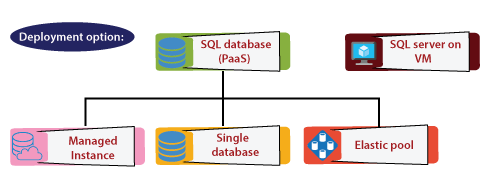 Deployment option:
SQL database
(PaaS)
SQL server on
VM
Managed
Instance
Single
database
Elastic pool